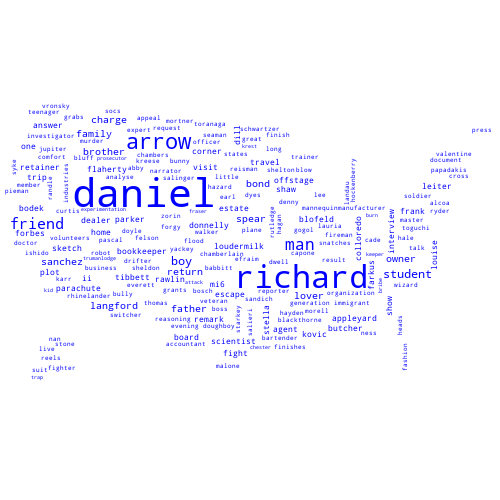 vronsky
teenager
socs
grabs
charge
appeal
mortner
toranaga
press
answer
expert
request
seaman
dill
schwartzer
investigator
family
murder
arrow
officer
great
finish
one
jupiter
brother
chambers
corner
states
krest
long
valentine
comfort
bluff
prosecutor
kreese
bunny
travel
trainer
document
syke
retainer
flaherty
abby
narrator
visit
reisman
sheltonblow
papadakis
trip
industries
analyse
salinger
little
bond
offstage
landau
hockenberry
cross
member
randle
daniel
hazard
shaw
leiter
pieman
earl
dyes
lee
soldier
alcoa
bodek
curtis
experimentation
fraser
estate
denny
mannequinmanufacturer
frank
ryder
friend
dealer
parker
zorin
spear
rutledge
hagan
blofeld
burn
master
volunteers
home
doyle
forgy
donnelly
plane
gogol
lauria
colloredo
toguchi
forbes
walker
fireman
interview
doctor
pascal
flood
loudermilk
man
snatches
cade
hale
louise
ishido
sketch
robot
bookkeeper
yackey
chamberlain
capone
farkus
keeper
talk
sanchez
trumanlodge
drifter
boy
efraim
dwell
result
owner
plot
business
sheldon
return
babbitt
richard
student
karr
ii
tibbett
rawlin
attack
mi6
bribe
wizard
kid
parachute
everett
grants
bosch
escape
reporter
lover
organization
show
rhinelander
bully
veteran
sandich
generation
immigrant
langford
thomas
father
boss
starkey
salieri
stella
hayden
morell
appleyard
switcher
reasoning
remark
blackthorne
heads
evening
doughboy
agent
kovic
butcher
ness
nan
stone
board
scientist
bartender
live
accountant
fight
chester
finishes
fashion
reels
malone
suit
fighter
trap